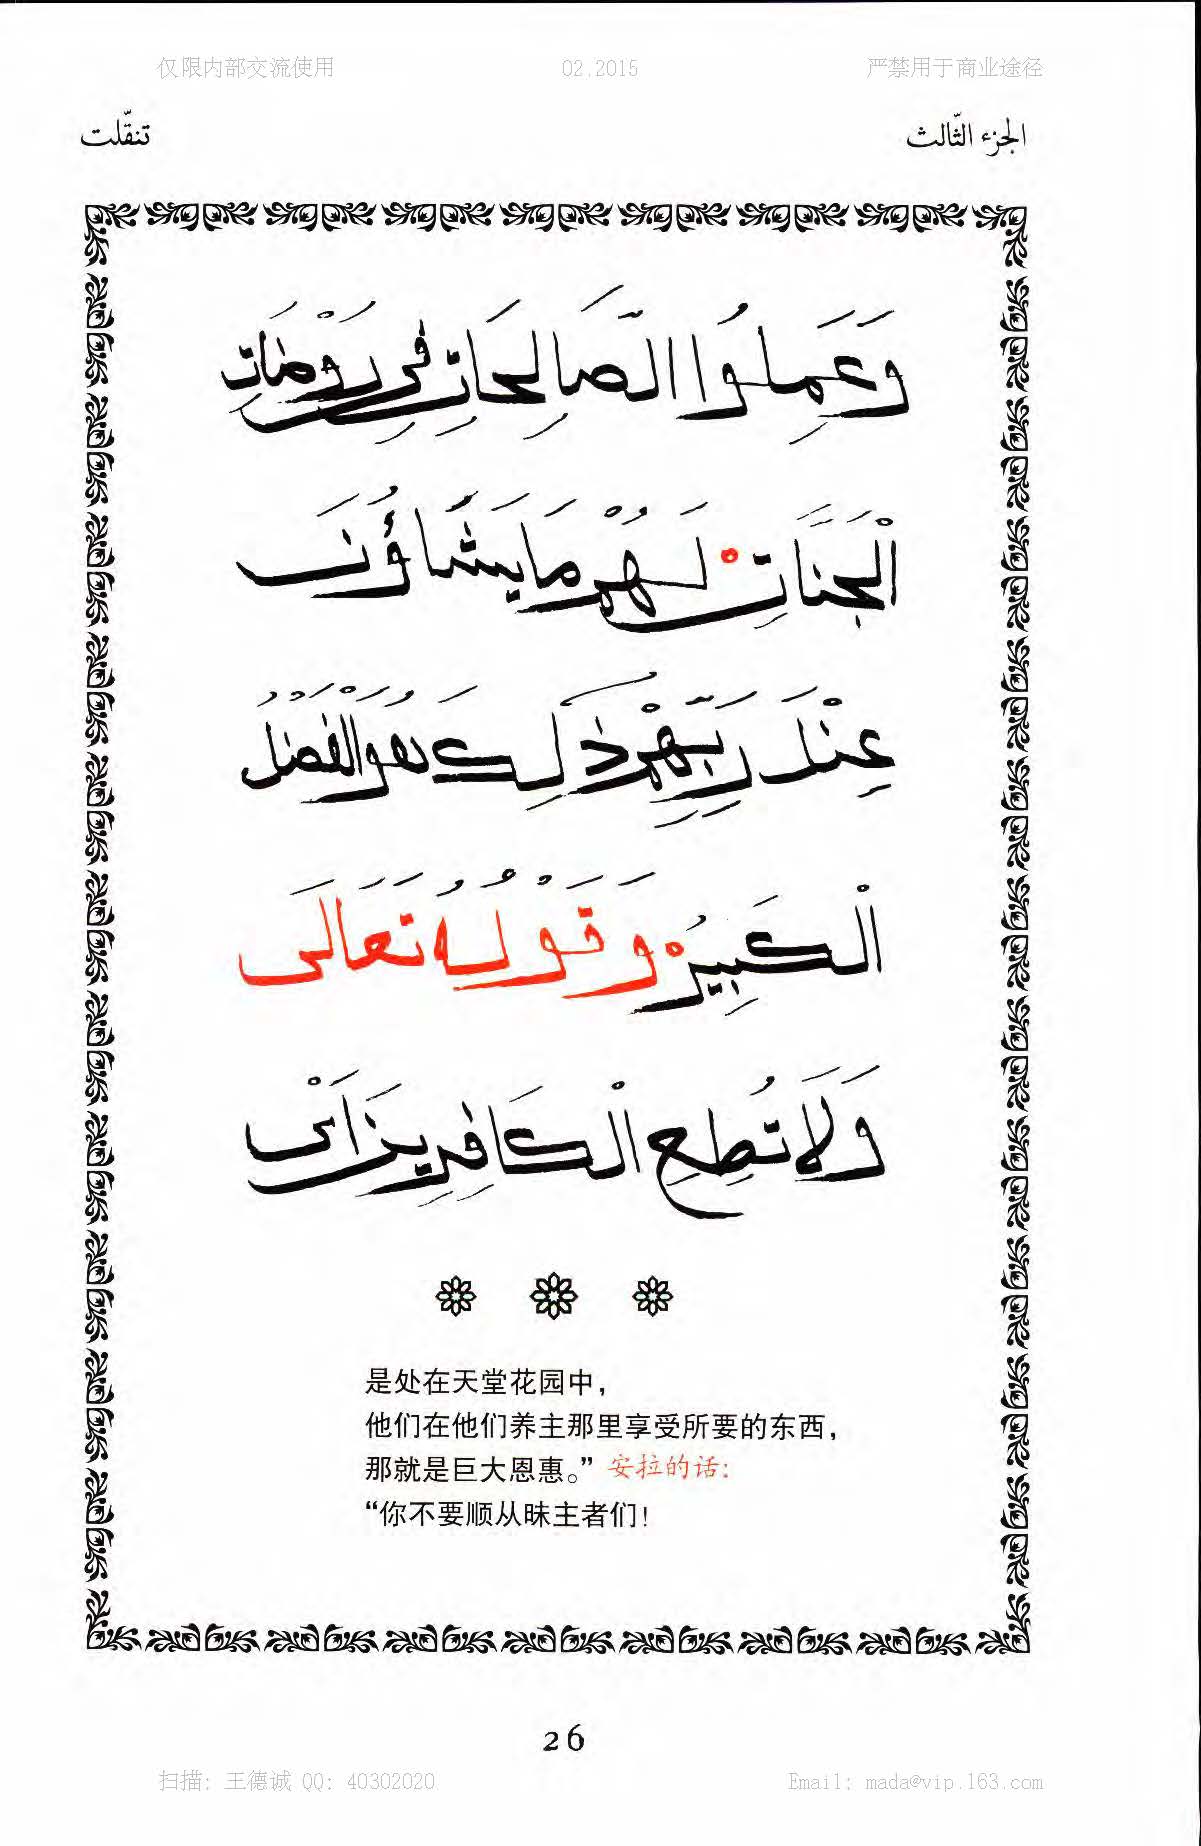 仅限内部交流使用 02.2015 严禁用于商业途径
الجزء الثّالث تنقّلت
وَعَمِلُوا الصَّالِحَاتِ فِي رَوْضَاتِ
الْجَنَّاتِ لَهُمْ مَا يَشَاؤُنَ
عِنْدَ رَبِّهِمْ ذَلِكَ هُوَ الْفَضْلُ
الْكَبِيرُ وَقَوْلُهُ تَعَالَى
وَلَا تُطِعِ الْكَافِرِينَ اَىْ
是处在天堂花园中，
他们在他们养主那里享受所要的东西，
那就是巨大恩惠。” 安拉的话：
“你不要顺从昧主者们！
26
扫描: 王德诚 QQ: 40302020 Email: mada@vip.163.com